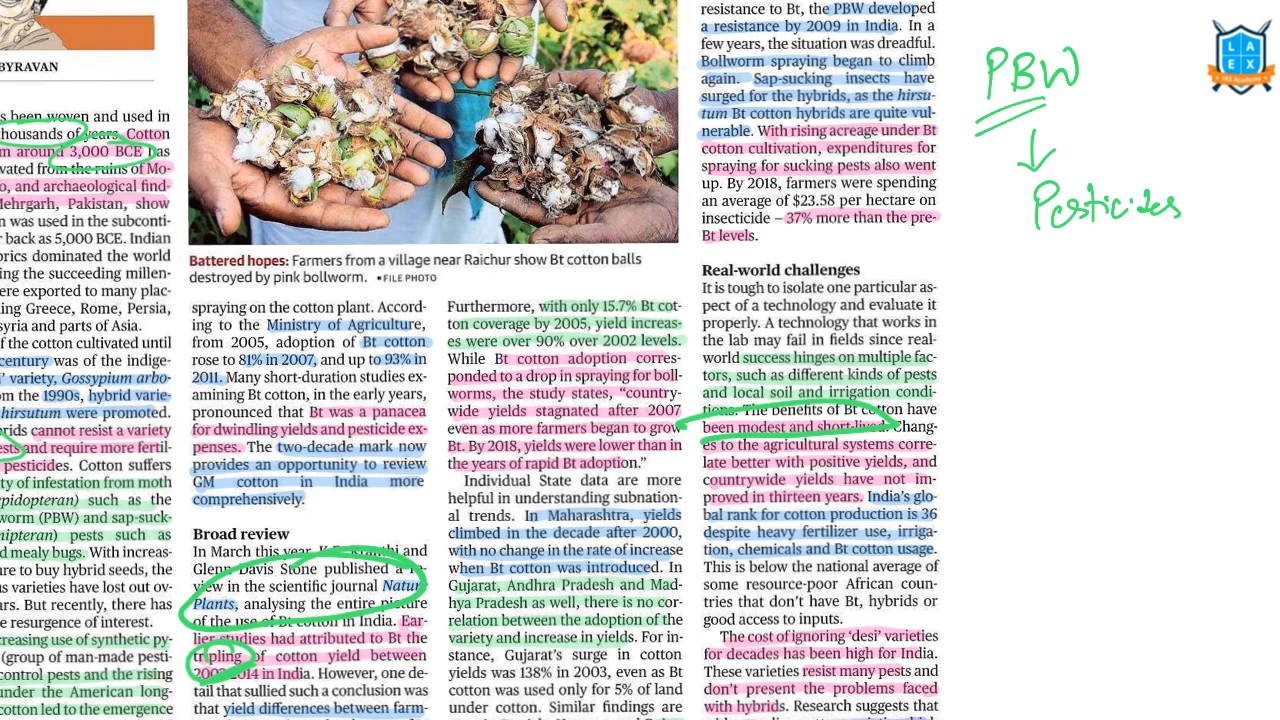 BYRAVAN
s been woven and used in
thousands of years. Cotton
m around 3,000 BCE has
vated from the ruins of Mo-
o, and archaeological find-
Mehrgarh, Pakistan, show
n was used in the subconti-
back as 5,000 BCE. Indian
brics dominated the world
ing the succeeding millen-
ere exported to many plac-
ing Greece, Rome, Persia,
syria and parts of Asia.
f the cotton cultivated until
century was of the indige-
' variety, Gossypium arbo-
om the 1990s, hybrid varie-
hirsutum were promoted.
rids cannot resist a variety
ests and require more fertil-
pesticides. Cotton suffers
ty of infestation from moth
epidopteran) such as the
worm (PBW) and sap-suck-
nipteran) pests such as
d mealy bugs. With increas-
ure to buy hybrid seeds, the
us varieties have lost out ov-
ars. But recently, there has
e resurgence of interest.
creasing use of synthetic py-
(group of man-made pesti-
control pests and the rising
under the American long-
cotton led to the emergence
Battered hopes: Farmers from a village near Raichur show Bt cotton balls
destroyed by pink bollworm. ▪ FILE PHOTO
spraying on the cotton plant. Accord-
ing to the Ministry of Agriculture,
from 2005, adoption of Bt cotton
rose to 81% in 2007, and up to 93% in
2011. Many short-duration studies ex-
amining Bt cotton, in the early years,
pronounced that Bt was a panacea
for dwindling yields and pesticide ex-
penses. The two-decade mark now
provides an opportunity to review
GM cotton in India more
comprehensively.
Broad review
In March this year, K.R. Kranthi and
Glenn Davis Stone published a re-
view in the scientific journal Nature
Plants, analysing the entire picture
of the use of Bt cotton in India. Ear-
lier studies had attributed to Bt the
tripling of cotton yield between
2002-2014 in India. However, one de-
tail that sullied such a conclusion was
that yield differences between farm-
Furthermore, with only 15.7% Bt cot-
ton coverage by 2005, yield increas-
es were over 90% over 2002 levels.
While Bt cotton adoption corres-
ponded to a drop in spraying for boll-
worms, the study states, “country-
wide yields stagnated after 2007
even as more farmers began to grow
Bt. By 2018, yields were lower than in
the years of rapid Bt adoption.”
Individual State data are more
helpful in understanding subnation-
al trends. In Maharashtra, yields
climbed in the decade after 2000,
with no change in the rate of increase
when Bt cotton was introduced. In
Gujarat, Andhra Pradesh and Mad-
hya Pradesh as well, there is no cor-
relation between the adoption of the
variety and increase in yields. For in-
stance, Gujarat's surge in cotton
yields was 138% in 2003, even as Bt
cotton was used only for 5% of land
under cotton. Similar findings are
resistance to Bt, the PBW developed
a resistance by 2009 in India. In a
few years, the situation was dreadful.
Bollworm spraying began to climb
again. Sap-sucking insects have
surged for the hybrids, as the hirsu-
tum Bt cotton hybrids are quite vul-
nerable. With rising acreage under Bt
cotton cultivation, expenditures for
spraying for sucking pests also went
up. By 2018, farmers were spending
an average of $23.58 per hectare on
insecticide – 37% more than the pre-
Bt levels.
Real-world challenges
It is tough to isolate one particular as-
pect of a technology and evaluate it
properly. A technology that works in
the lab may fail in fields since real-
world success hinges on multiple fac-
tors, such as different kinds of pests
and local soil and irrigation condi-
tions. The benefits of Bt cotton have
been modest and short-lived. Chang-
es to the agricultural systems corre-
late better with positive yields, and
countrywide yields have not im-
proved in thirteen years. India's glo-
bal rank for cotton production is 36
despite heavy fertilizer use, irriga-
tion, chemicals and Bt cotton usage.
This is below the national average of
some resource-poor African coun-
tries that don't have Bt, hybrids or
good access to inputs.
The cost of ignoring 'desi' varieties
for decades has been high for India.
These varieties resist many pests and
don't present the problems faced
with hybrids. Research suggests that
PBW
Pesticides
LA
EX
IAS Academy